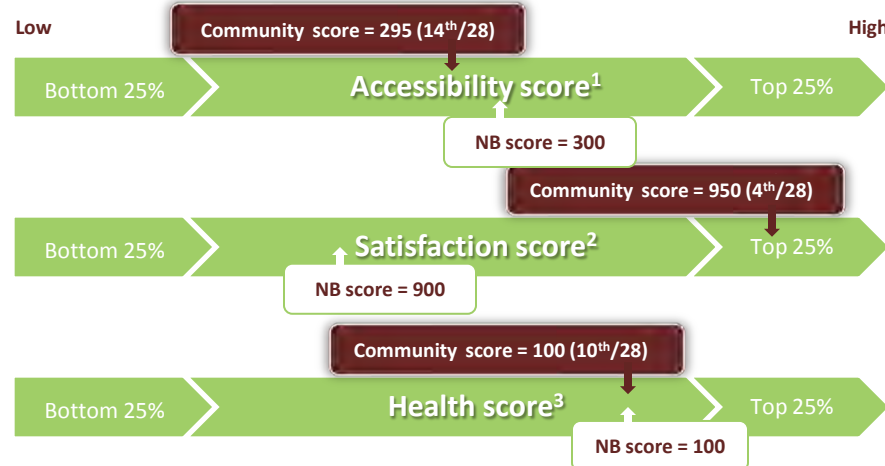 Low
High
Community score = 295 (14th/28)
Bottom 25%
Accessibility score1
Top 25%
NB score = 300
Community score = 950 (4th/28)
Bottom 25%
Satisfaction score2
Top 25%
NB score = 900
Community score = 100 (10th/28)
Bottom 25%
Health score3
Top 25%
NB score = 100